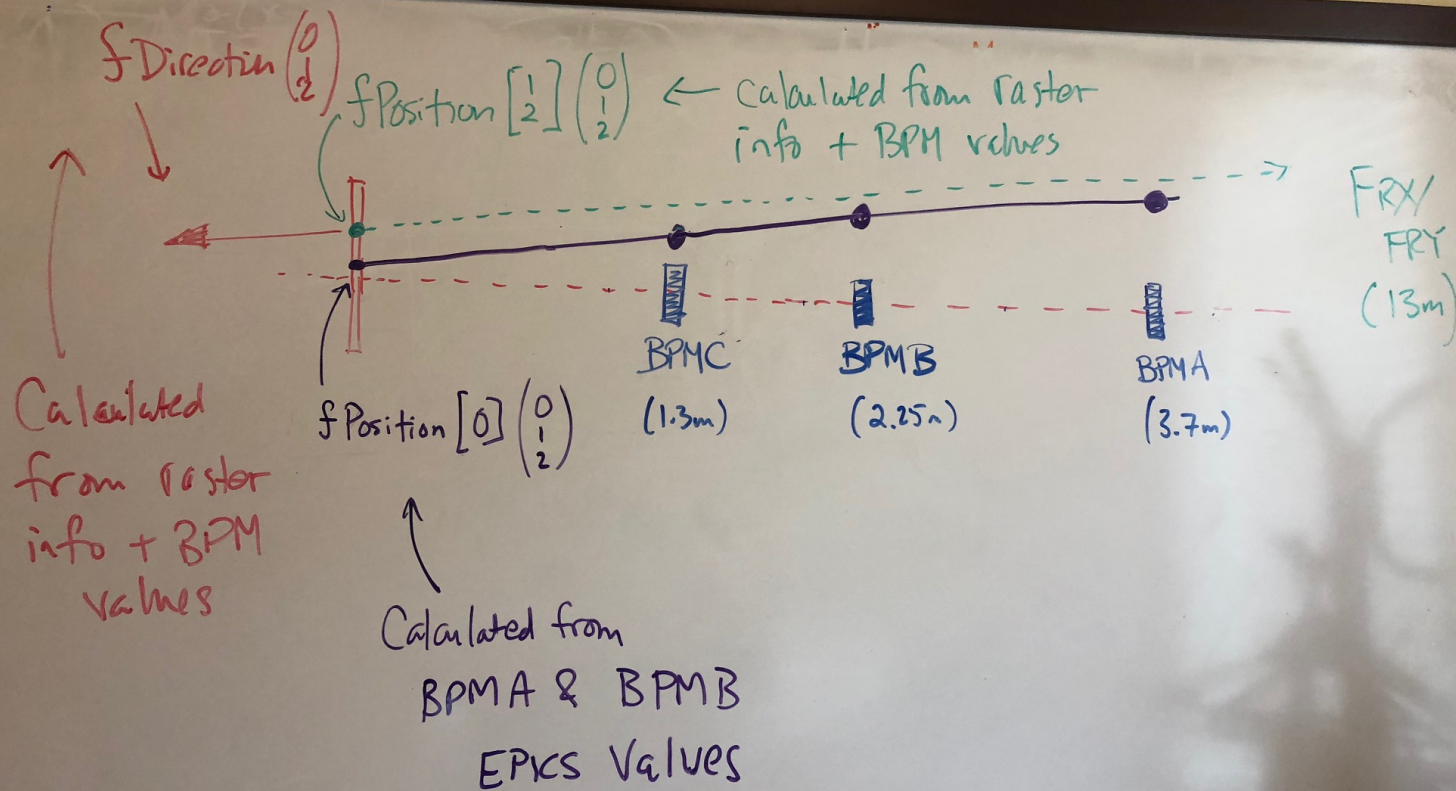 f Direction (0 1 2)
fPosition [1 2] (0 1 2) ← Calculated from raster
info + BPM values
FRX/
FRY
(13m)
BPMC
(1.3m)
BPMB
(2.25m)
BPMA
(3.7m)
Calculated
from raster
info + BPM
values
f Position [0] (0 1 2)
Calculated from
BPMA & BPMB
EPICS Values